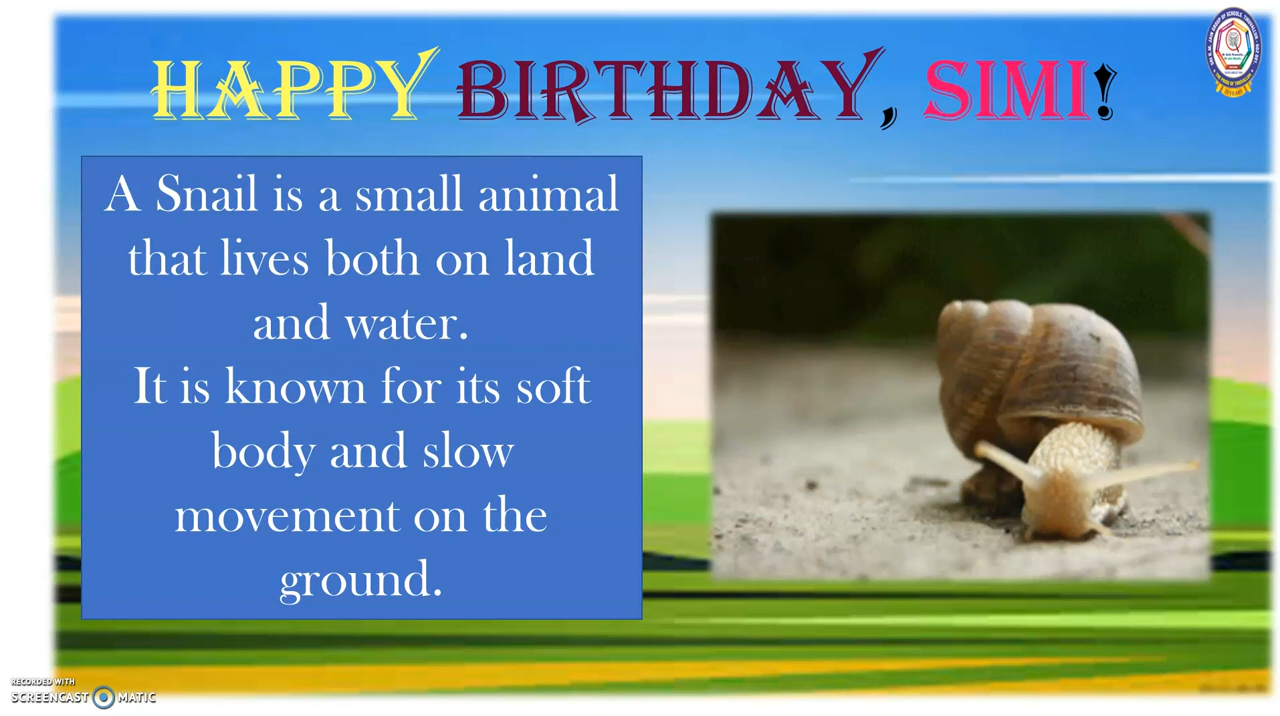 HAPPY BIRTHDAY, SIMI!
A Snail is a small animal
that lives both on land
and water.
It is known for its soft
body and slow
movement on the
ground.
RECORDED WITH
SCREENCAST MATIC